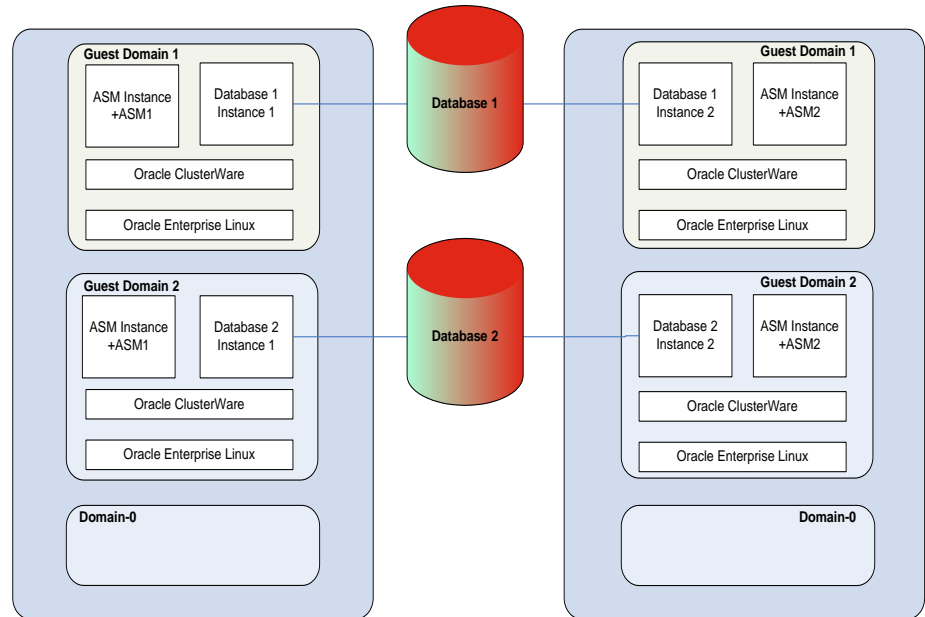 Guest Domain 1
ASM Instance
+ASM1
Database 1
Instance 1
Oracle ClusterWare
Oracle Enterprise Linux
Guest Domain 2
ASM Instance
+ASM1
Database 2
Instance 1
Oracle ClusterWare
Oracle Enterprise Linux
Domain-0
Database 1
Database 2
Guest Domain 1
Database 1
Instance 2
ASM Instance
+ASM2
Oracle ClusterWare
Oracle Enterprise Linux
Guest Domain 2
Database 2
Instance 2
ASM Instance
+ASM2
Oracle ClusterWare
Oracle Enterprise Linux
Domain-0